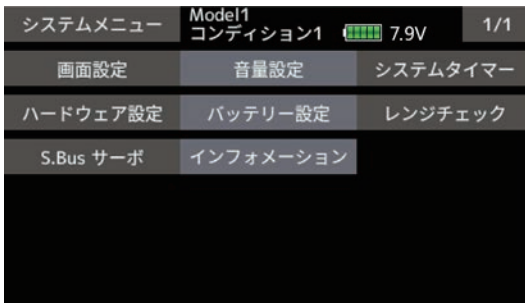 システムメニュー
Model1
コンディション1
7.9V
1/1
画面設定
音量設定
システムタイマー
ハードウェア設定
バッテリー設定
レンジチェック
S.Bus サーボ
インフォメーション